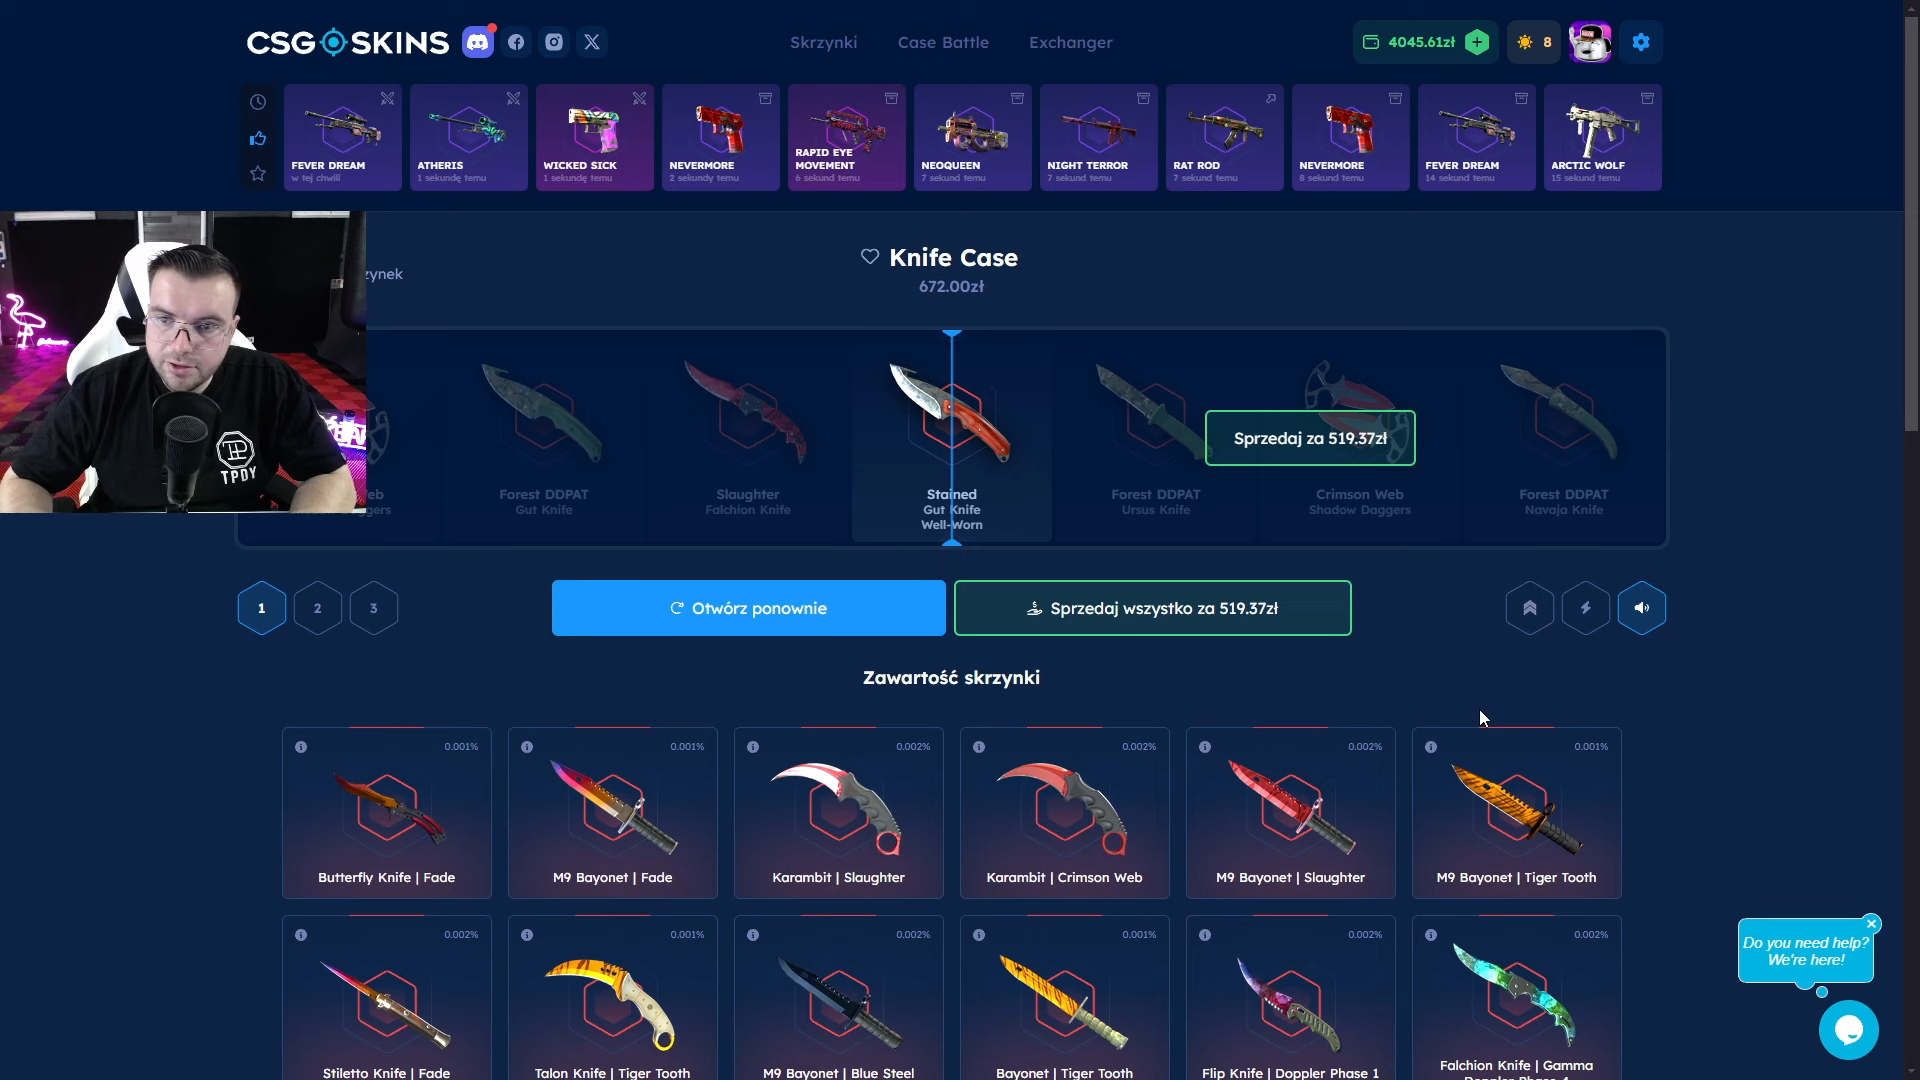 CSG SKINS
Skrzynki
Case Battle
Exchanger
4045.61zł
8
FEVER DREAM
w tej chwili
ATHERIS
1 sekundę temu
WICKED SICK
1 sekundę temu
NEVERMORE
2 sekundy temu
RAPID EYE
MOVEMENT
6 sekund temu
NEOQUEEN
7 sekund temu
NIGHT TERROR
7 sekund temu
RAT ROD
7 sekund temu
NEVERMORE
8 sekund temu
FEVER DREAM
14 sekund temu
ARCTIC WOLF
15 sekund temu
zynek
Knife Case
672.00zł
TPDY
eb
ggers
Forest DDPAT
Gut Knife
Slaughter
Falchion Knife
Stained
Gut Knife
Well-Worn
Forest DDPAT
Ursus Knife
Sprzedaj za 519.37zł
Crimson Web
Shadow Daggers
Forest DDPAT
Navaja Knife
1
2
3
Otwórz ponownie
Sprzedaj wszystko za 519.37zł
Zawartość skrzynki
0.001%
Butterfly Knife | Fade
0.001%
M9 Bayonet | Fade
0.002%
Karambit | Slaughter
0.002%
Karambit | Crimson Web
0.002%
M9 Bayonet | Slaughter
0.001%
M9 Bayonet | Tiger Tooth
0.002%
Stiletto Knife | Fade
0.001%
Talon Knife | Tiger Tooth
0.002%
M9 Bayonet | Blue Steel
0.001%
Bayonet | Tiger Tooth
0.002%
Flip Knife | Doppler Phase 1
0.002%
Falchion Knife | Gamma
Doppler Phase 4
Do you need help?
We're here!